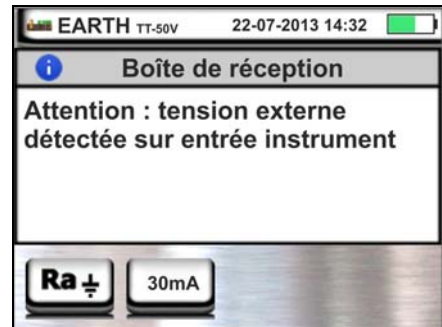 EARTH TT-50V 22-07-2013 14:32
Boîte de réception
Attention : tension externe
détectée sur entrée instrument
Ra 30mA